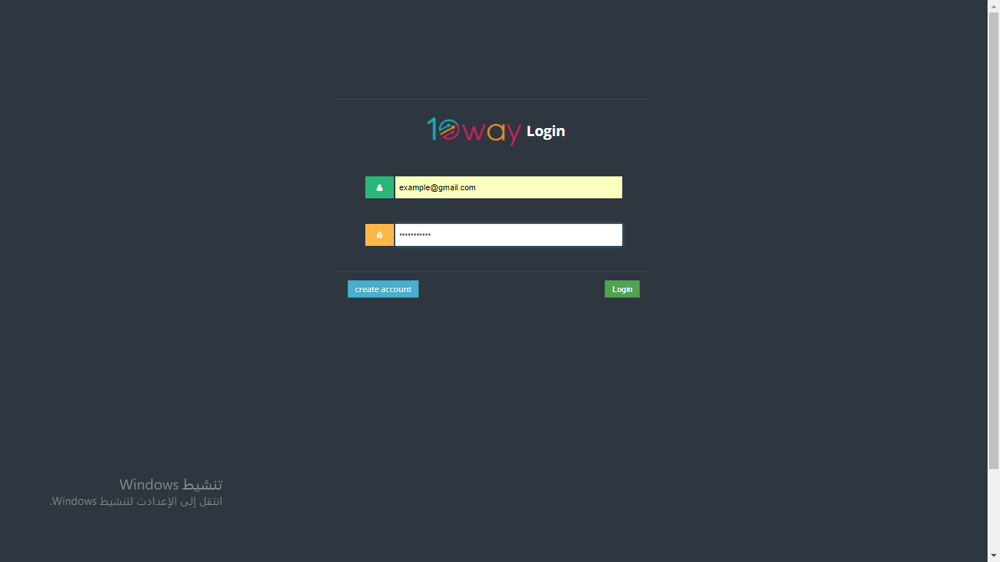 10way Login
example@gmail.com
•••••••••••
create account
Login
تنشيط Windows
انتقل إلى الإعدادت لتنشيط Windows.